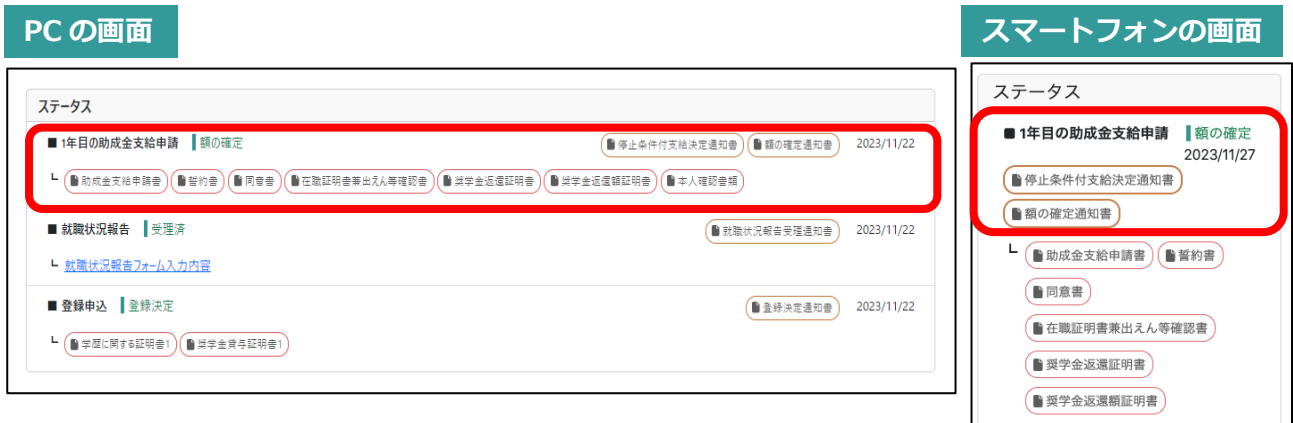 PC の画面
ステータス
■ 1年目の助成金支給申請 額の確定 停止条件付支給決定通知書 額の確定通知書 2023/11/22
└ 助成金支給申請書 誓約書 同意書 在職証明書兼出えん等確認書 奨学金返還証明書 奨学金返還額証明書 本人確認書類
■ 就職状況報告 受理済 就職状況報告受理通知書 2023/11/22
└ 就職状況報告フォーム入力内容
■ 登録申込 登録決定 登録決定通知書 2023/11/22
└ 学歴に関する証明書1 奨学金貸与証明書1
スマートフォンの画面
ステータス
■ 1年目の助成金支給申請 額の確定
2023/11/27
停止条件付支給決定通知書
額の確定通知書
└ 助成金支給申請書 誓約書
同意書
在職証明書兼出えん等確認書
奨学金返還証明書
奨学金返還額証明書